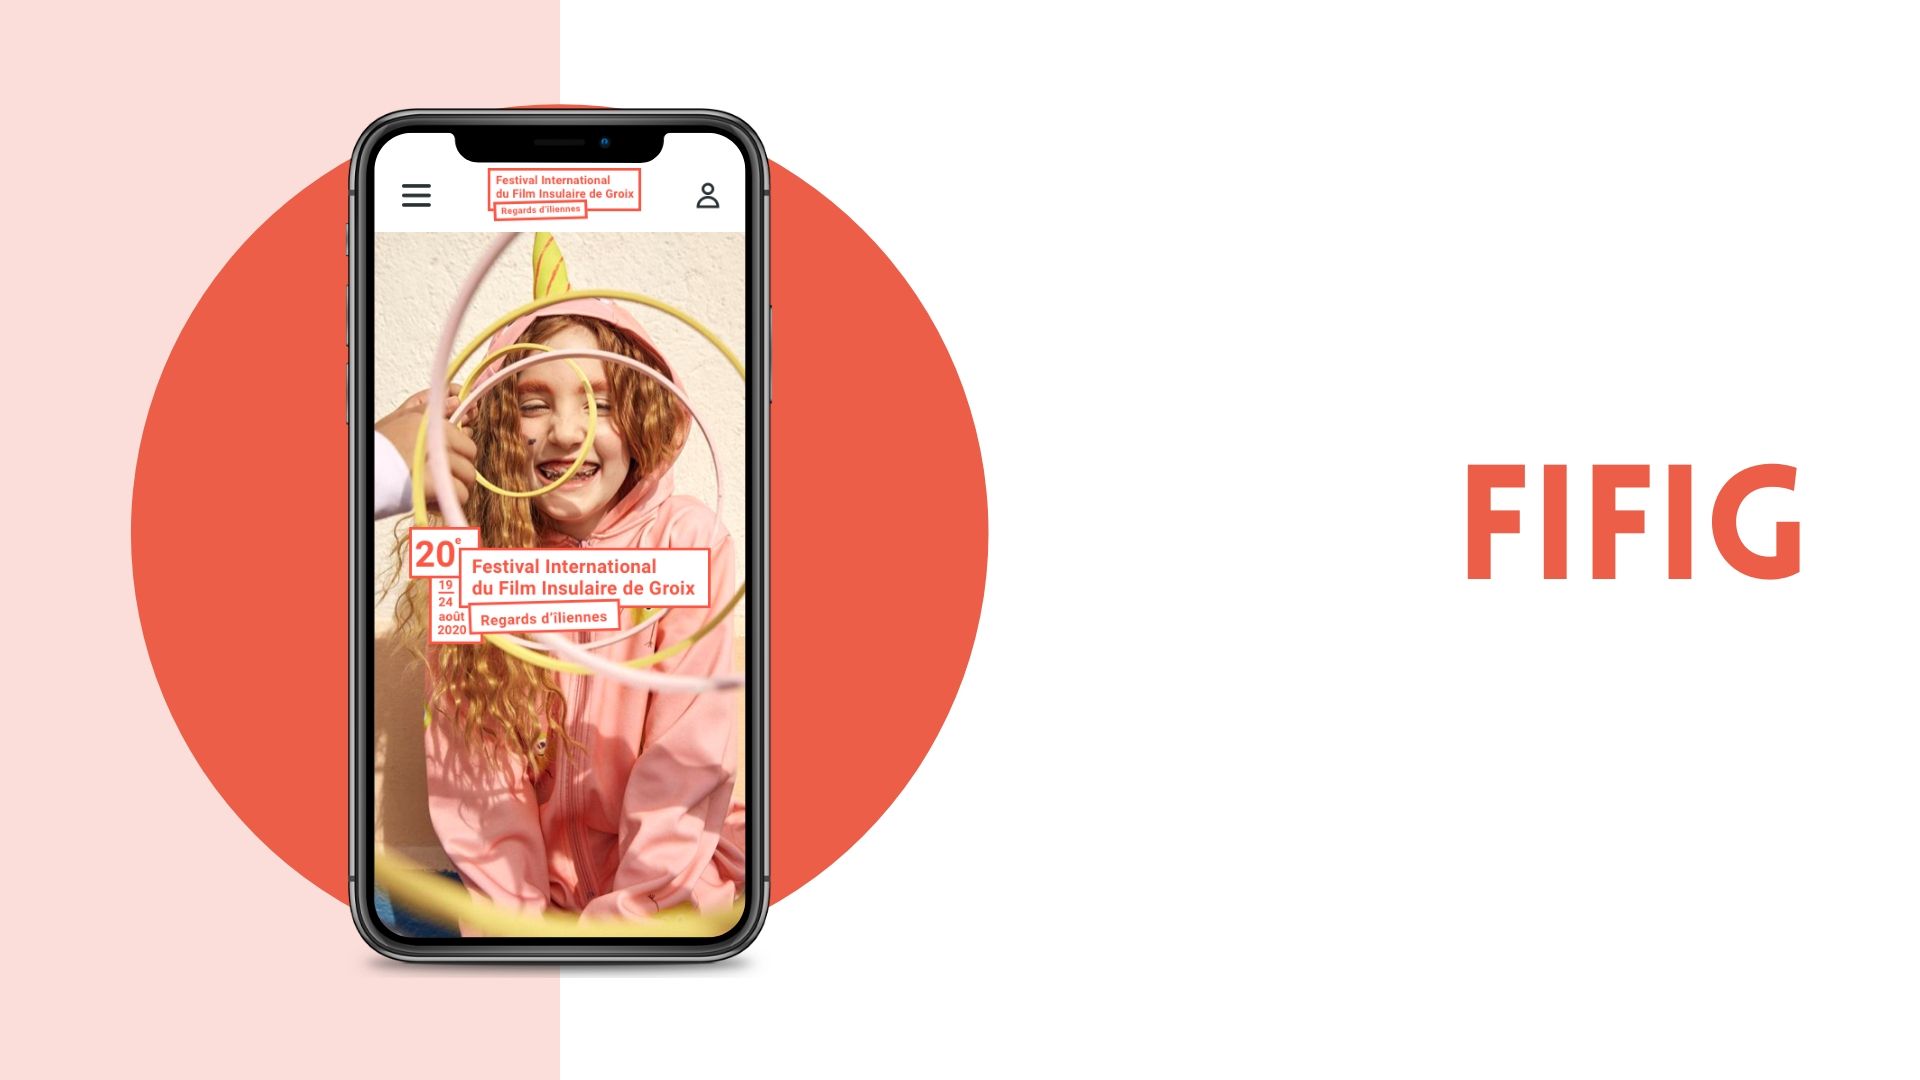 Festival International
du Film Insulaire de Groix
Regards d'îliennes
20e
19
24
août
2020
Festival International
du Film Insulaire de Groix
Regards d'îliennes
FIFIG